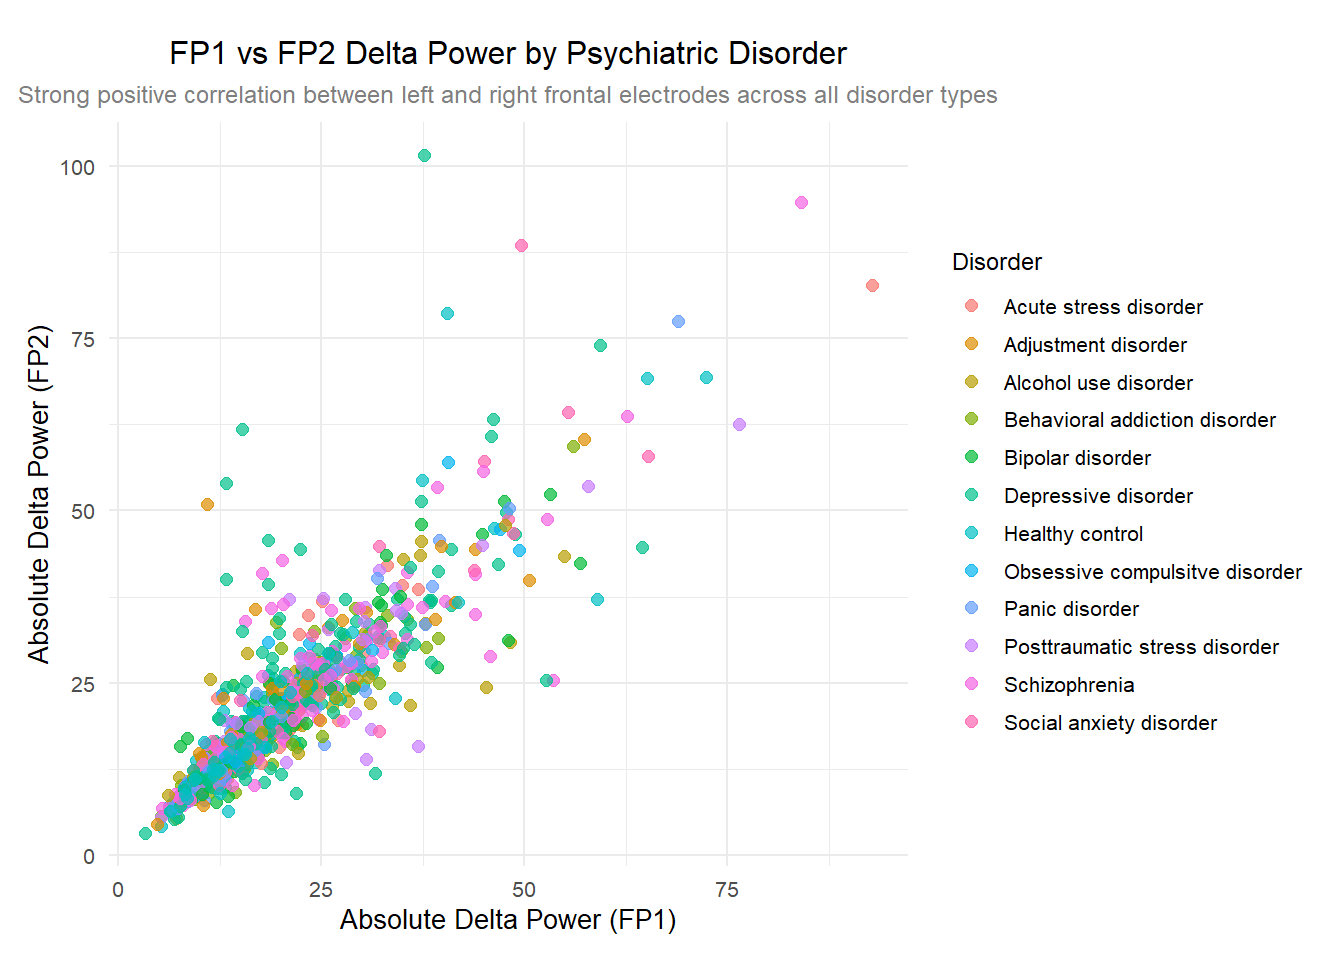 FP1 vs FP2 Delta Power by Psychiatric Disorder
Strong positive correlation between left and right frontal electrodes across all disorder types
Absolute Delta Power (FP2)
100
75
50
25
0
0
25
50
75
Absolute Delta Power (FP1)
Disorder
Acute stress disorder
Adjustment disorder
Alcohol use disorder
Behavioral addiction disorder
Bipolar disorder
Depressive disorder
Healthy control
Obsessive compulsitve disorder
Panic disorder
Posttraumatic stress disorder
Schizophrenia
Social anxiety disorder